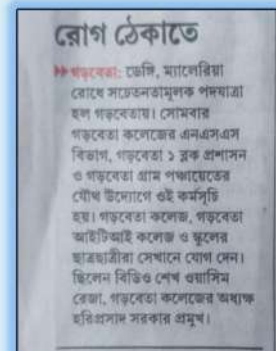 রোগ ঠেকাতে
গড়বেতা: ডেঙ্গি, ম্যালেরিয়া
রোধে সচেতনতামূলক পদযাত্রা
হল গড়বেতায়। সোমবার
গড়বেতা কলেজের এনএসএস
বিভাগ, গড়বেতা ১ ব্লক প্রশাসন
ও গড়বেতা গ্রাম পঞ্চায়েতের
যৌথ উদ্যোগে ওই কর্মসূচি
হয়। গড়বেতা কলেজ, গড়বেতা
আইটিআই কলেজ ও স্কুলের
ছাত্রছাত্রীরা সেখানে যোগ দেন।
ছিলেন বিডিও শেখ ওয়াসিম
রেজা, গড়বেতা কলেজের অধ্যক্ষ
হরিপ্রসাদ সরকার প্রমুখ।